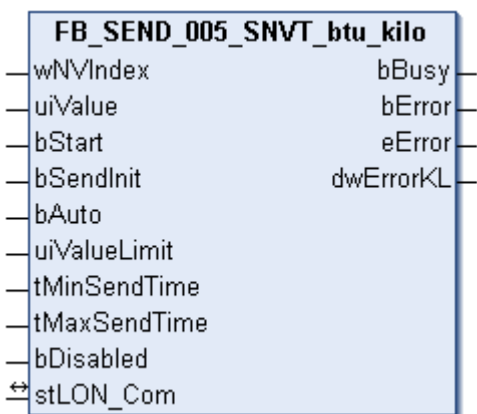 FB_SEND_005_SNVT_btu_kilo
wNVIndex bBusy
uiValue bError
bStart eError
bSendInit dwErrorKL
bAuto
uiValueLimit
tMinSendTime
tMaxSendTime
bDisabled
stLON_Com